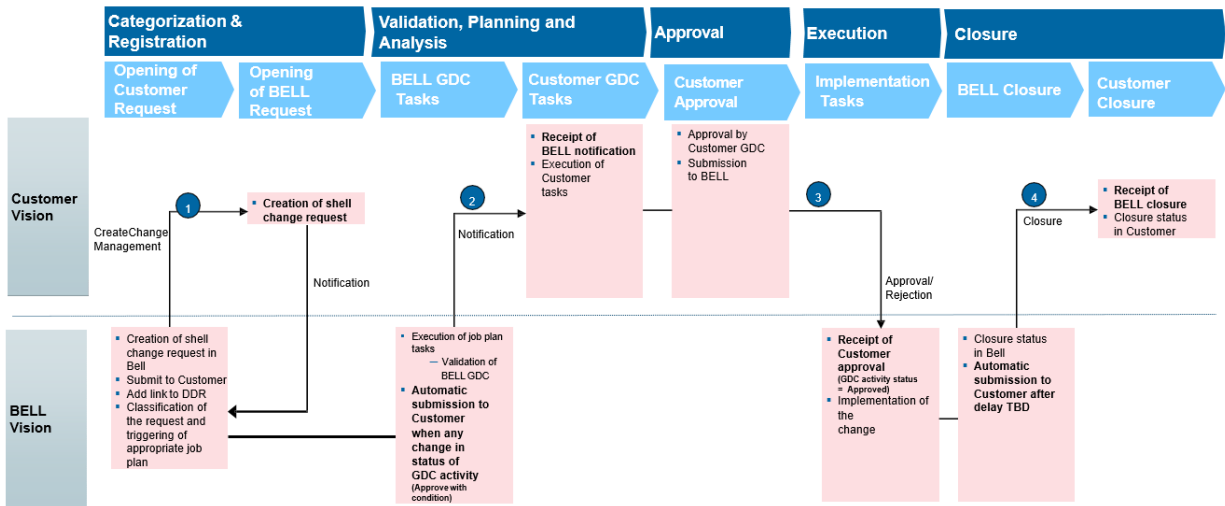 Categorization &
Registration
Validation, Planning and
Analysis
Approval
Execution
Closure
Opening of
Customer
Request
Opening
of BELL
Request
BELL GDC
Tasks
Customer GDC
Tasks
Customer
Approval
Implementation
Tasks
BELL Closure
Customer
Closure
Customer
Vision
CreateChange
Management
1
▪ Creation of shell
change request
Notification
2
Notification
▪ Receipt of
BELL notification
▪ Execution of
Customer
tasks
▪ Approval by
Customer GDC
▪ Submission
to BELL
3
Approval/
Rejection
4
Closure
▪ Receipt of
BELL closure
▪ Closure status
in Customer
BELL
Vision
▪ Creation of shell
change request in
Bell
▪ Submit to Customer
▪ Add link to DDR
▪ Classification of
the request and
triggering of
appropriate job
plan
▪ Execution of job plan
tasks
— Validation of
BELL GDC
▪ Automatic
submission to
Customer
when any
change in
status of
GDC activity
(Approve with
condition)
▪ Receipt of
Customer
approval
(GDC activity status
= Approved)
▪ Implementation of
the
change
▪ Closure status
in Bell
▪ Automatic
submission to
Customer after
delay TBD